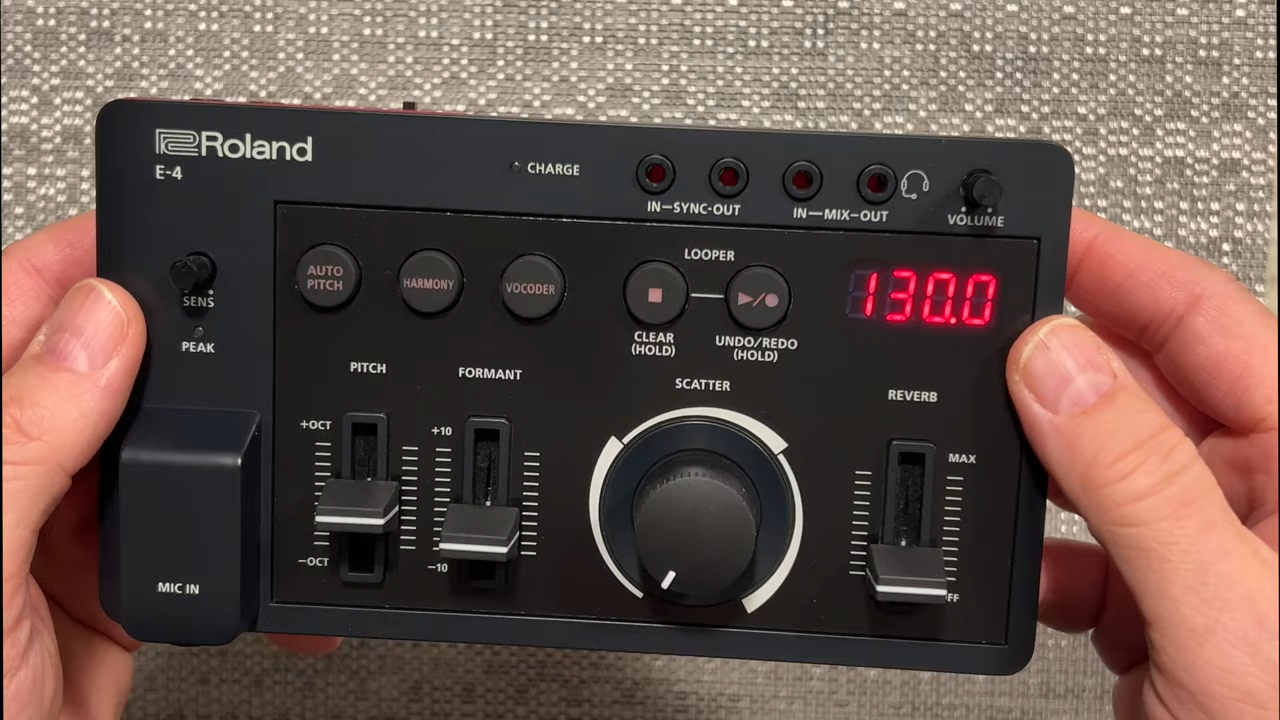 Roland
E-4
CHARGE
IN—SYNC—OUT
IN—MIX—OUT
VOLUME
SENS
PEAK
AUTO
PITCH
HARMONY
VOCODER
LOOPER
CLEAR
(HOLD)
UNDO/REDO
(HOLD)
130.0
PITCH
FORMANT
SCATTER
REVERB
+OCT
-OCT
+10
-10
MAX
FF
MIC IN